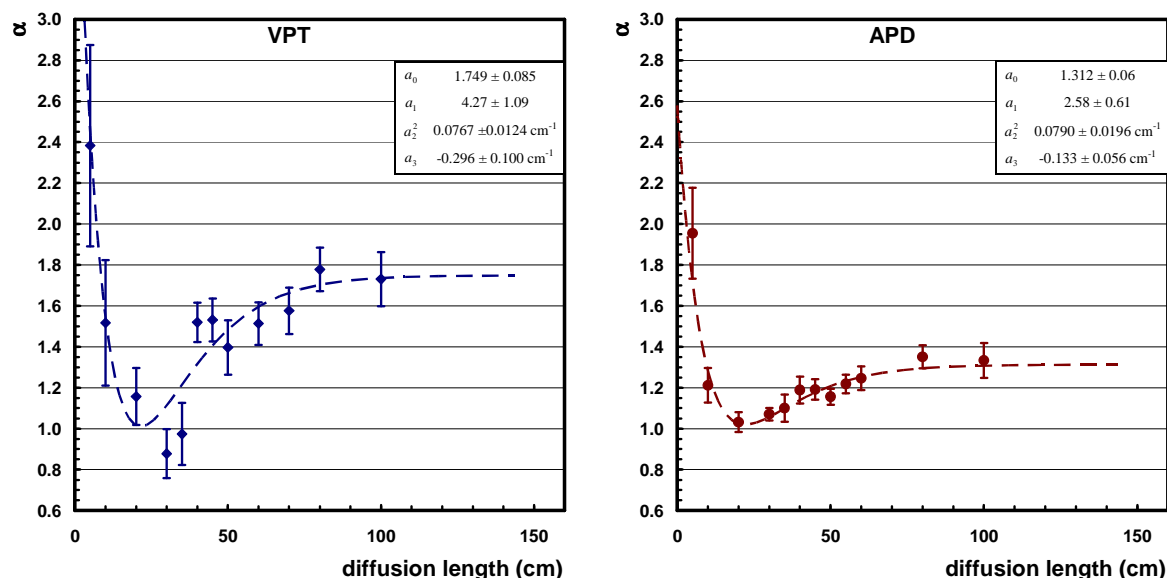 α
VPT
3.0
2.8
2.6
2.4
2.2
2.0
1.8
1.6
1.4
1.2
1.0
0.8
0.6
a₀ 1.749 ± 0.085
a₁ 4.27 ± 1.09
a₂² 0.0767 ±0.0124 cm⁻¹
a₃ -0.296 ± 0.100 cm⁻¹
0 50 100 150
diffusion length (cm)
α
APD
3.0
2.8
2.6
2.4
2.2
2.0
1.8
1.6
1.4
1.2
1.0
0.8
0.6
a₀ 1.312 ± 0.06
a₁ 2.58 ± 0.61
a₂² 0.0790 ± 0.0196 cm⁻¹
a₃ -0.133 ± 0.056 cm⁻¹
0 50 100 150
diffusion length (cm)